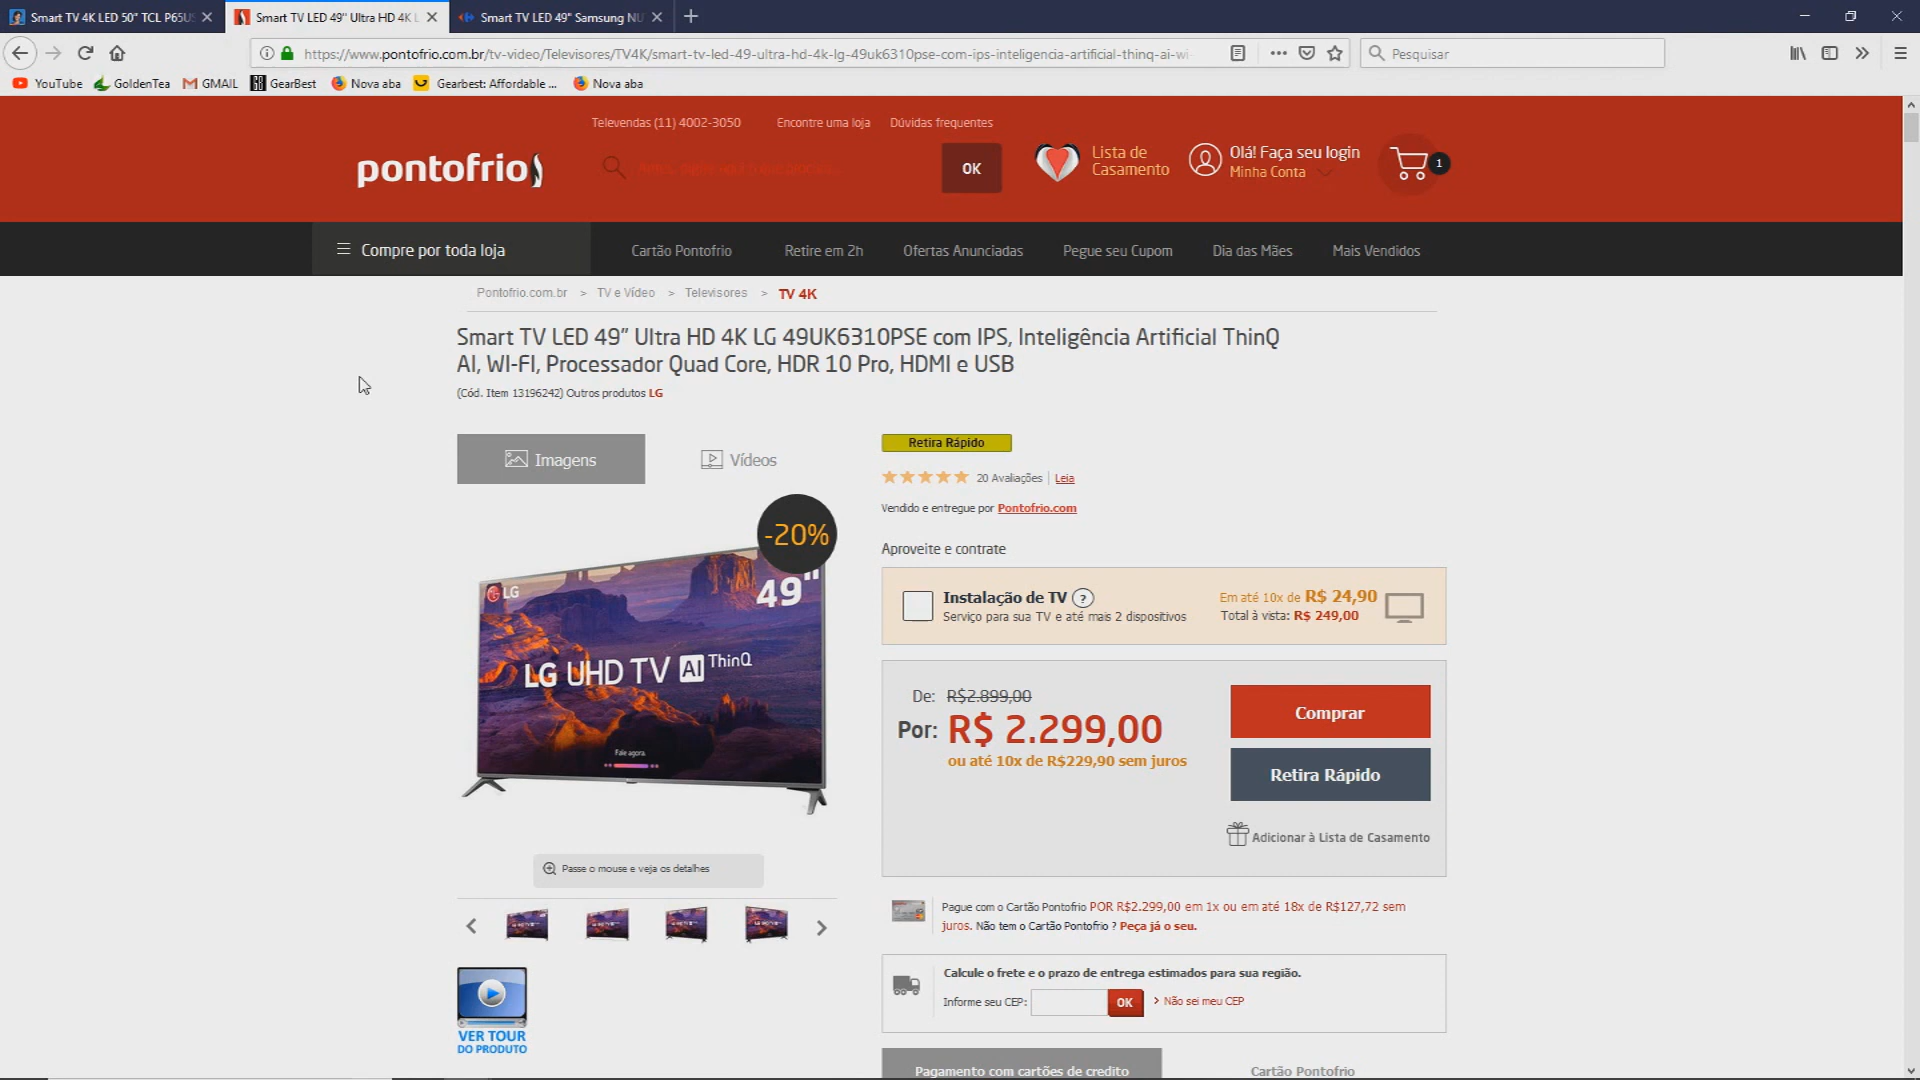 Smart TV 4K LED 50" TCL P65US
Smart TV LED 49" Ultra HD 4K L
Smart TV LED 49" Samsung NU
https://www.pontofrio.com.br/tv-video/Televisores/TV4K/smart-tv-led-49-ultra-hd-4k-lg-49uk6310pse-com-ips-inteligencia-artificial-thinq-ai-wi-
Pesquisar
YouTube
GoldenTea
GMAIL
GearBest
Nova aba
Gearbest: Affordable ...
Nova aba
Televendas (11) 4002-3050
Encontre uma loja
Dúvidas frequentes
pontofrio
OK
Lista de
Casamento
Olá! Faça seu login
Minha Conta
1
Compre por toda loja
Cartão Pontofrio
Retire em 2h
Ofertas Anunciadas
Pegue seu Cupom
Dia das Mães
Mais Vendidos
Pontofrio.com.br > TV e Vídeo > Televisores > TV 4K
Smart TV LED 49" Ultra HD 4K LG 49UK6310PSE com IPS, Inteligência Artificial ThinQ
AI, WI-FI, Processador Quad Core, HDR 10 Pro, HDMI e USB
(Cód. Item 13196242) Outros produtos LG
Imagens
Vídeos
-20%
LG
49"
LG UHD TV AI ThinQ
Fale agora.
Passe o mouse e veja os detalhes
VER TOUR
DO PRODUTO
Retira Rápido
20 Avaliações | Leia
Vendido e entregue por Pontofrio.com
Aproveite e contrate
Instalação de TV ?
Serviço para sua TV e até mais 2 dispositivos
Em até 10x de R$ 24,90
Total à vista: R$ 249,00
De: R$2.899,00
Por: R$ 2.299,00
ou até 10x de R$229,90 sem juros
Comprar
Retira Rápido
Adicionar à Lista de Casamento
Pague com o Cartão Pontofrio POR R$2.299,00 em 1x ou em até 18x de R$127,72 sem
juros. Não tem o Cartão Pontofrio ? Peça já o seu.
Calcule o frete e o prazo de entrega estimados para sua região.
Informe seu CEP:
OK
> Não sei meu CEP
Pagamento com cartões de credito
Cartão Pontofrio